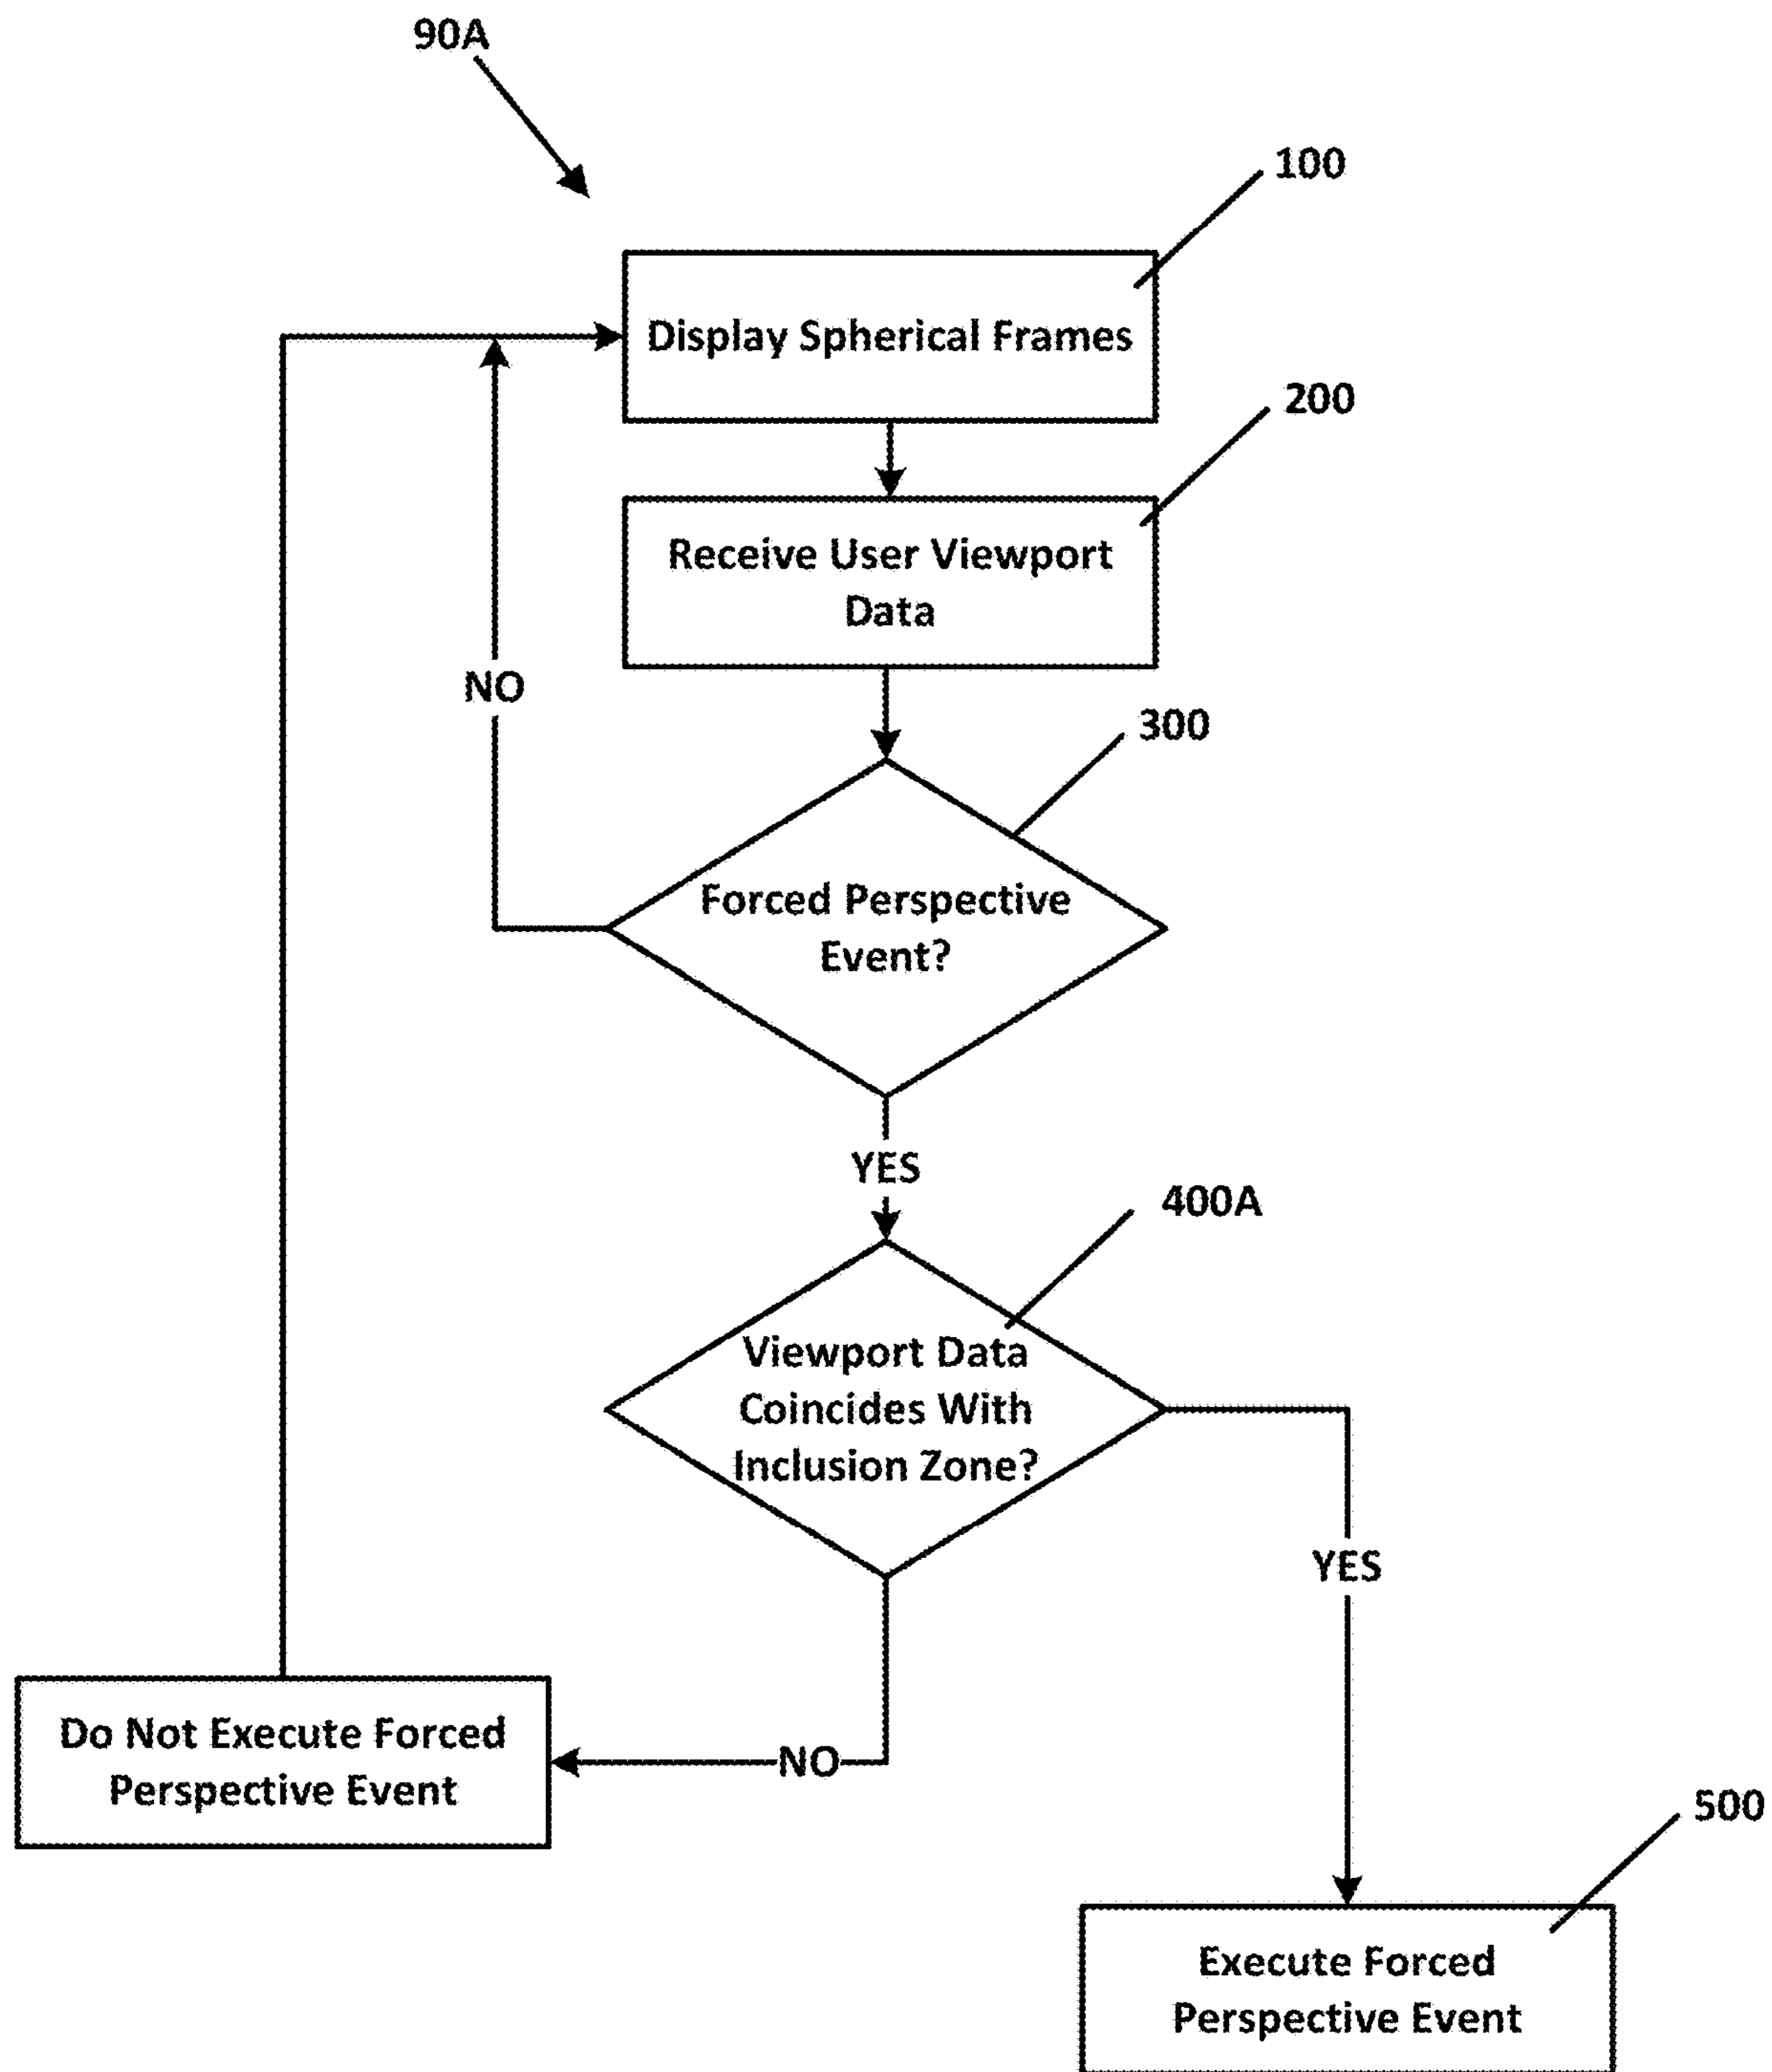 90A
100
Display Spherical Frames
200
Receive User Viewport
Data
NO
300
Forced Perspective
Event?
YES
400A
Viewport Data
Coincides With
Inclusion Zone?
YES
Do Not Execute Forced
Perspective Event
NO
500
Execute Forced
Perspective Event